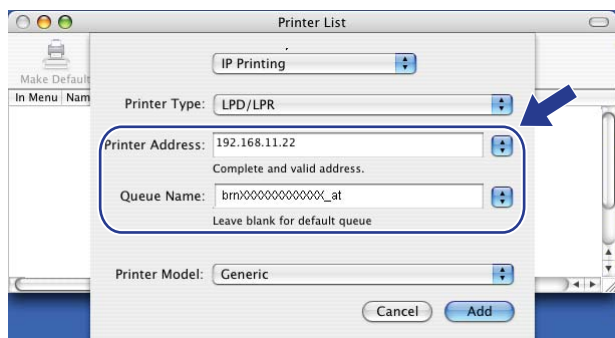 Printer List
IP Printing
Make Default
In Menu Nam
Printer Type: LPD/LPR
Printer Address: 192.168.11.22
Complete and valid address.
Queue Name: brnXXXXXXXXXXXX_at
Leave blank for default queue
Printer Model: Generic
Cancel Add